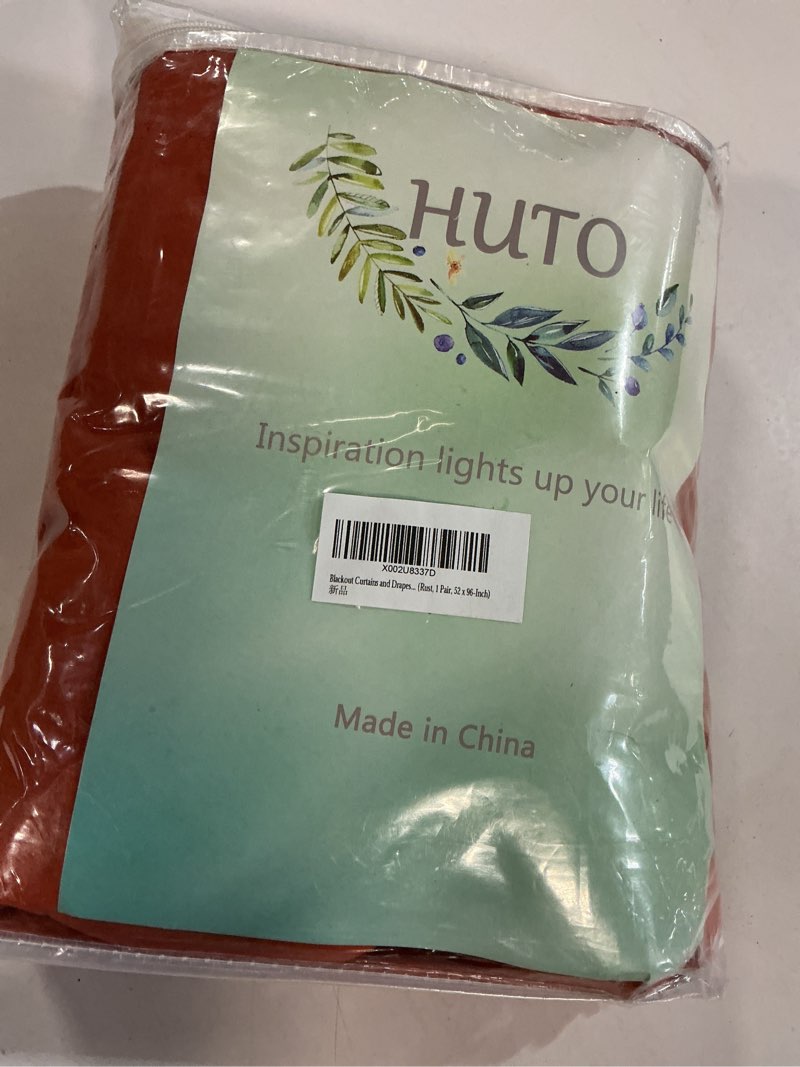 HUTO
Inspiration lights up your life
X002U8337D
Blackout Curtains and Drapes... (Rust, 1 Pair, 52 x 96-Inch)
新品
Made in China